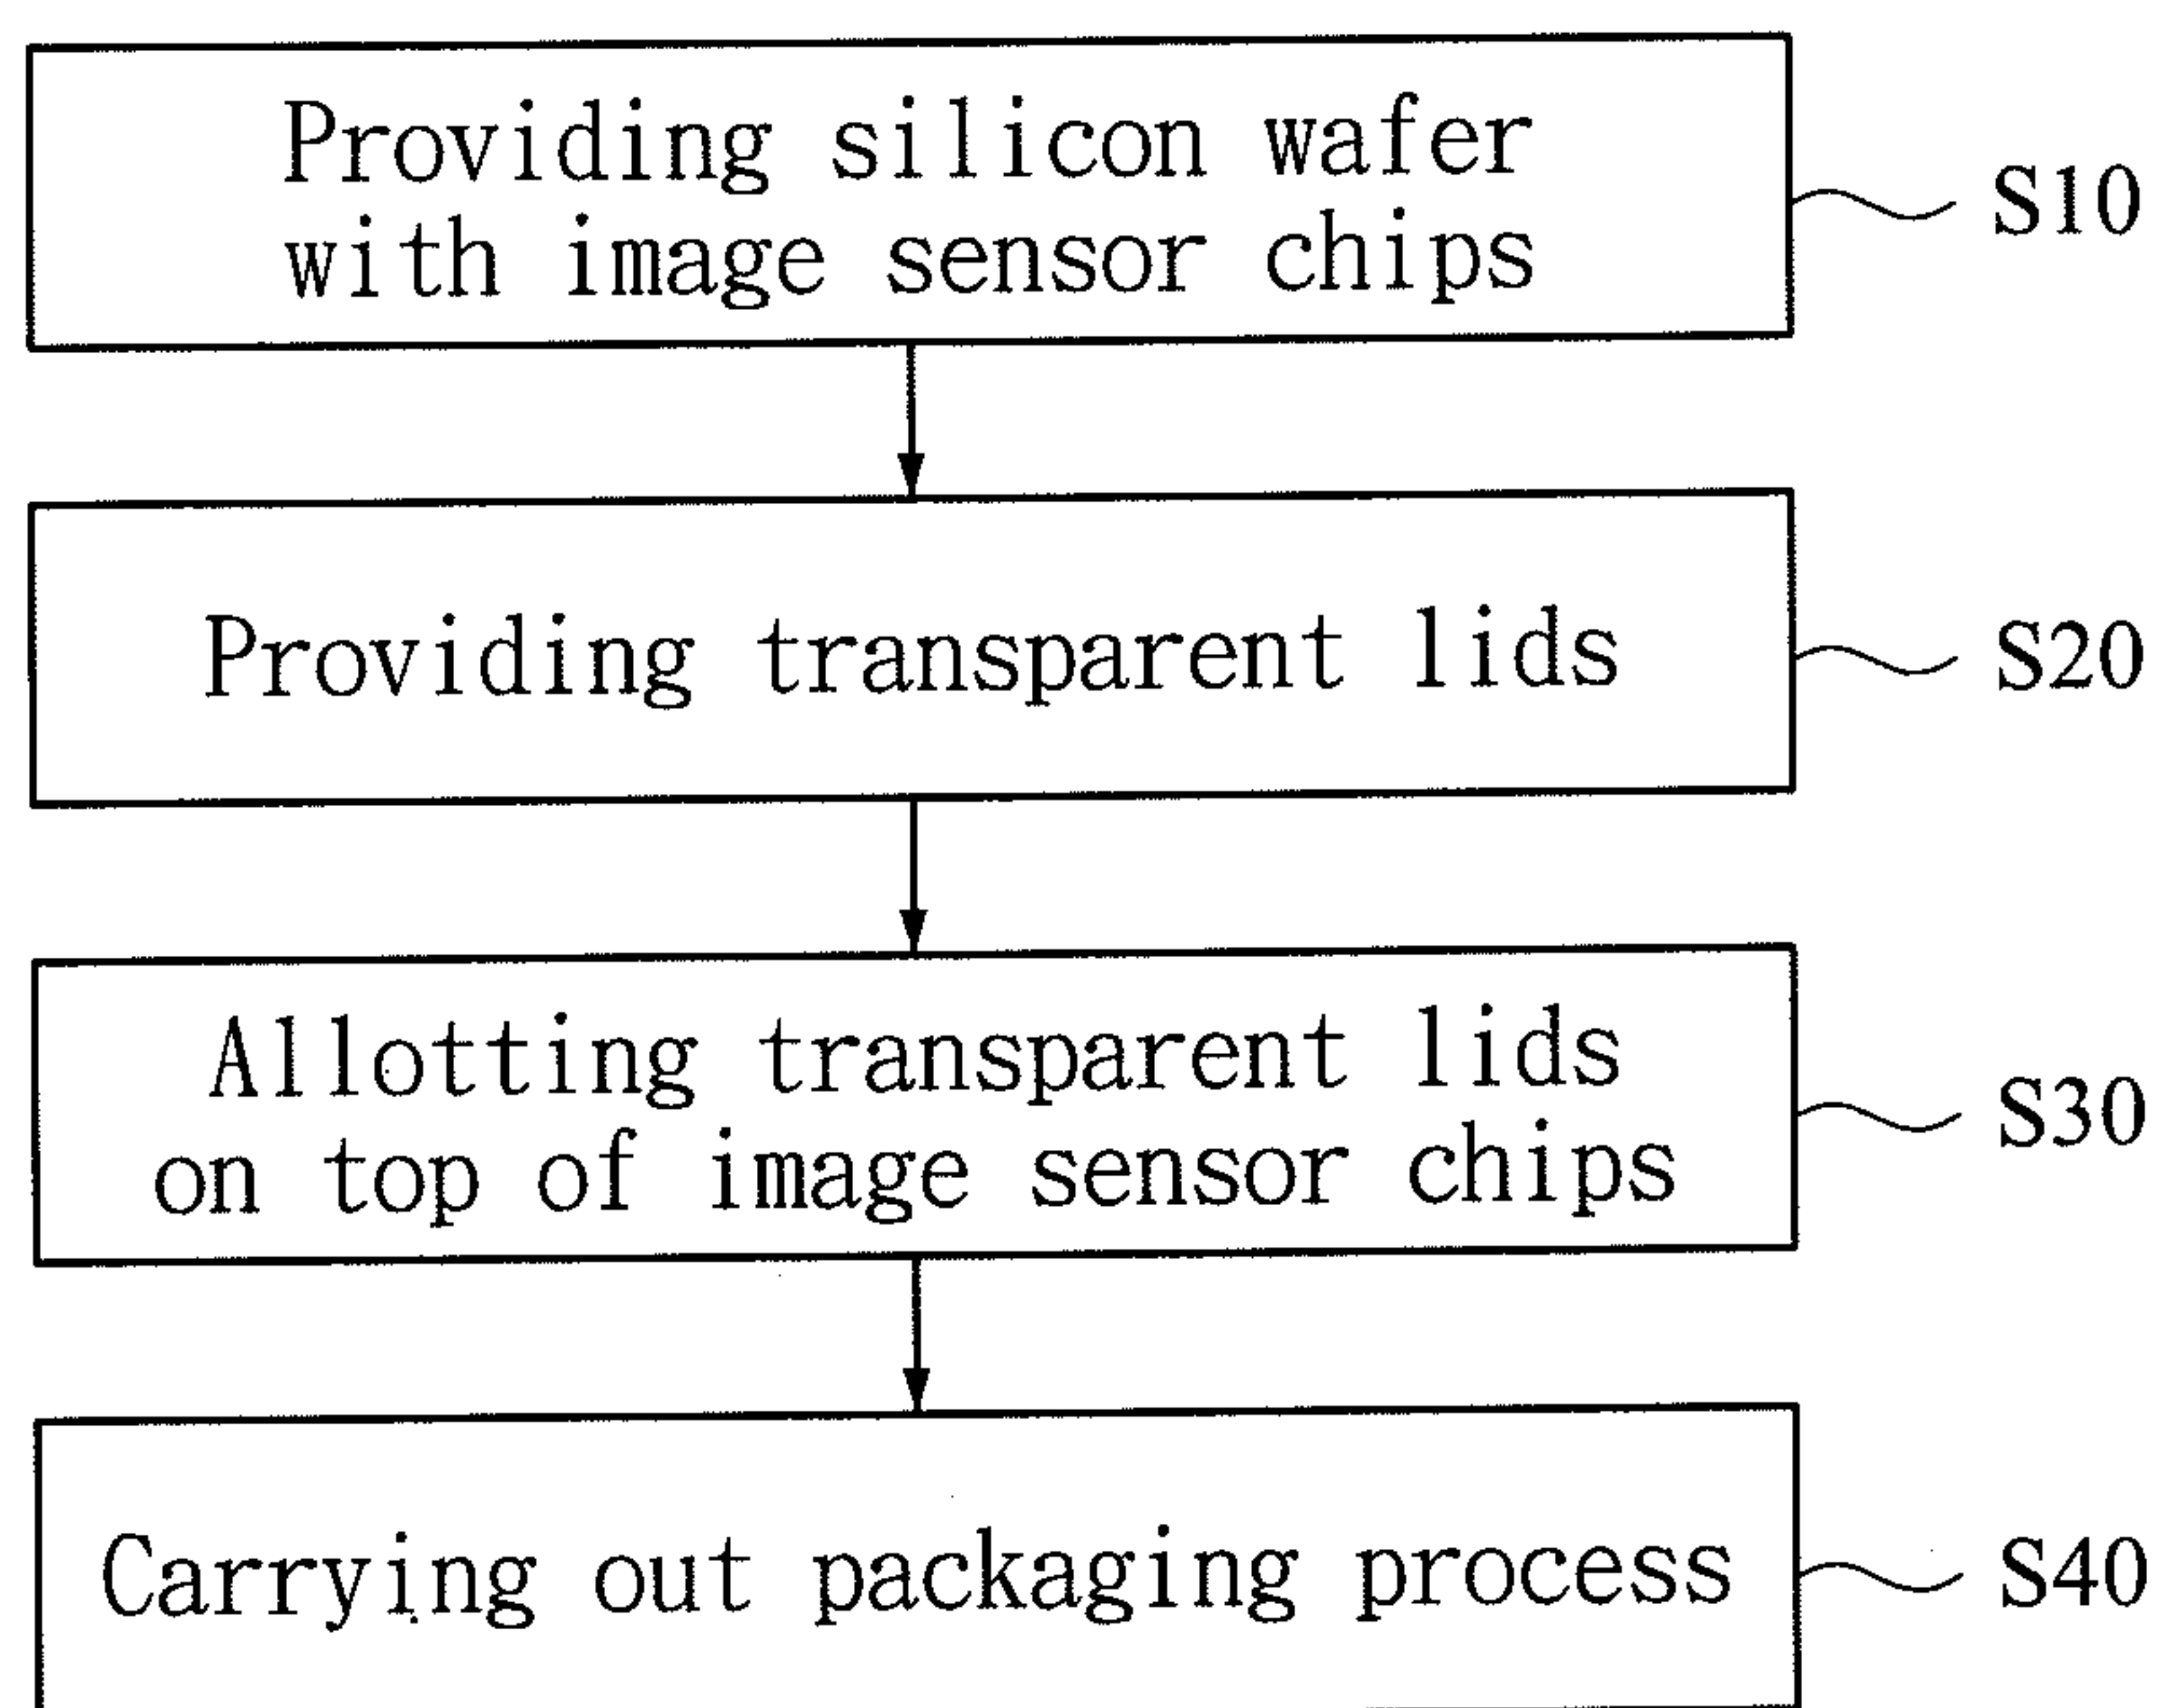 Providing silicon wafer
with image sensor chips
S10
Providing transparent lids
S20
Allotting transparent lids
on top of image sensor chips
S30
Carrying out packaging process
S40